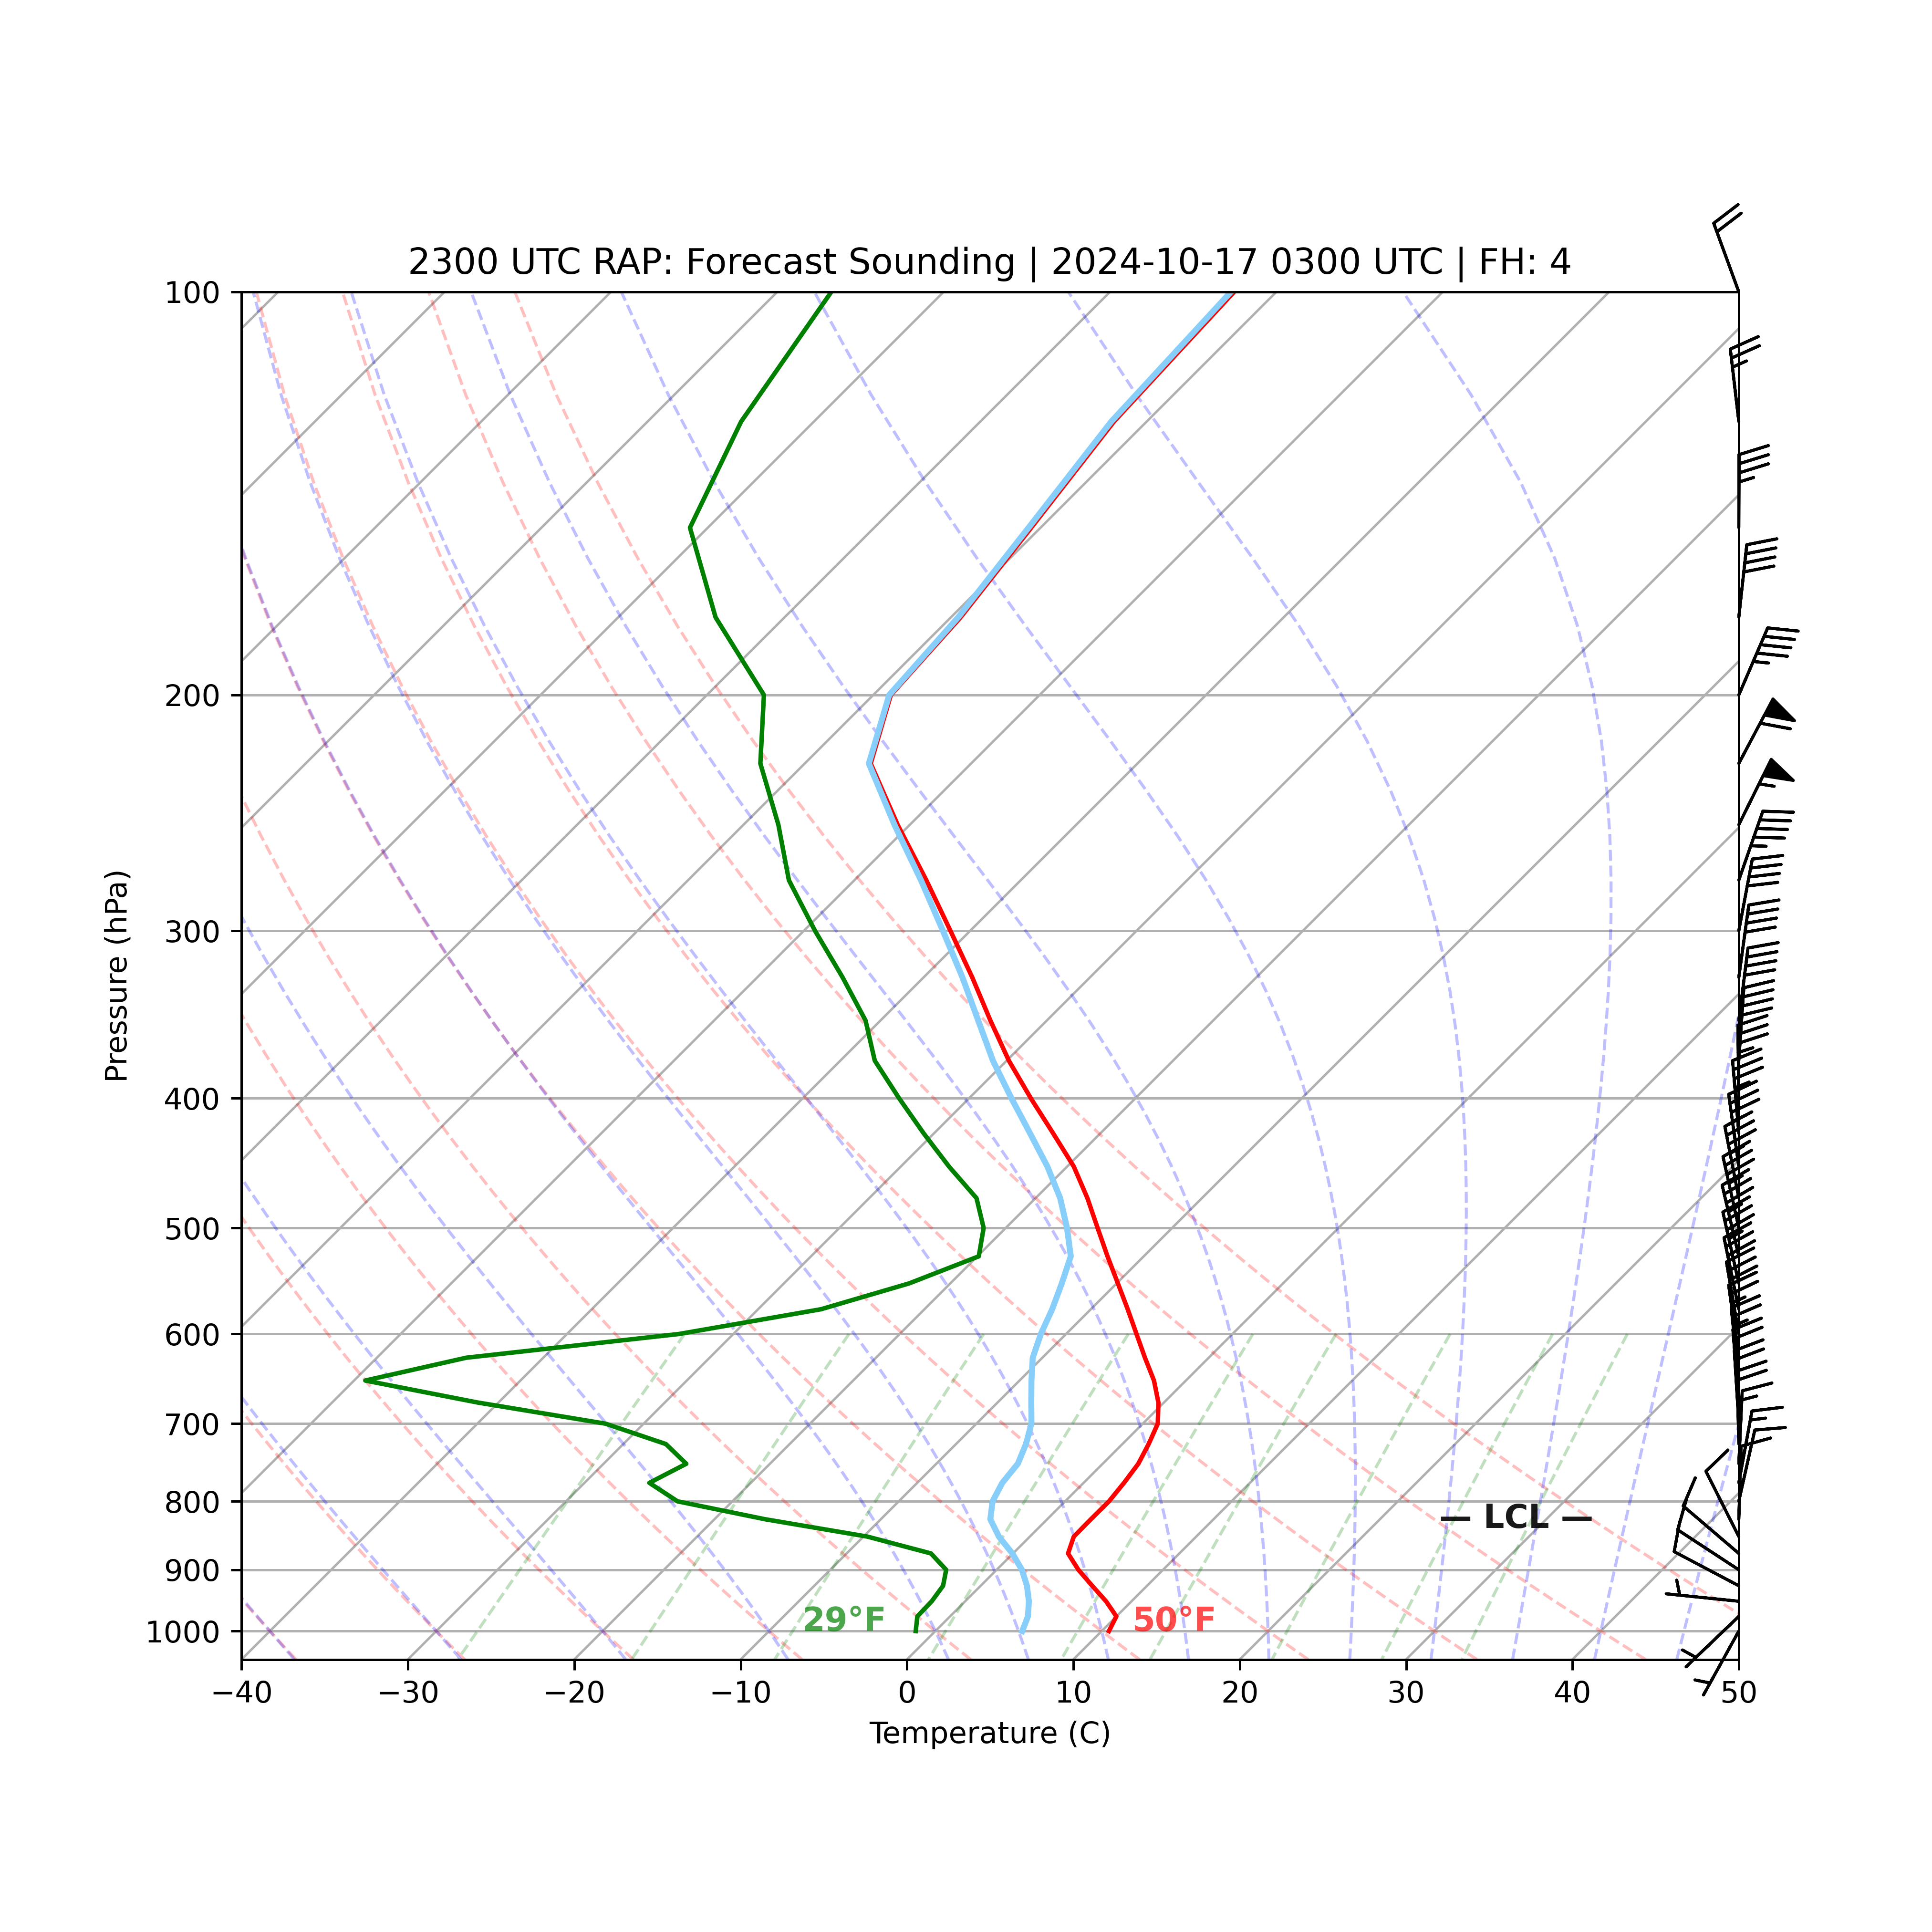 2300 UTC RAP: Forecast Sounding | 2024-10-17 0300 UTC | FH: 4
100
200
300
400
500
600
700
800
900
1000
Pressure (hPa)
— LCL —
29°F
50°F
−40 −30 −20 −10 0 10 20 30 40 50
Temperature (C)